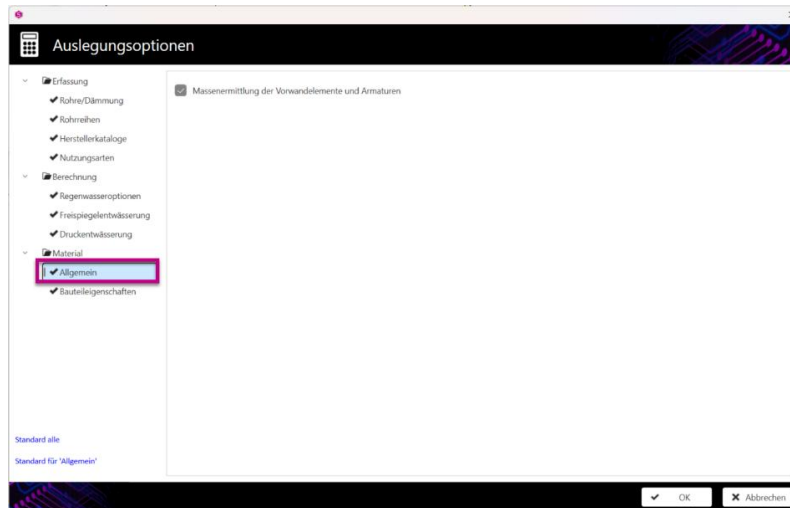 Auslegungsoptionen
Erfassung
Rohre/Dämmung
Rohrreihen
Herstellerkataloge
Nutzungsarten
Berechnung
Regenwasseroptionen
Freispiegelentwässerung
Druckentwässerung
Material
Allgemein
Bauteileigenschaften
Massenermittlung der Vorwandelemente und Armaturen
Standard alle
Standard für 'Allgemein'
OK
Abbrechen